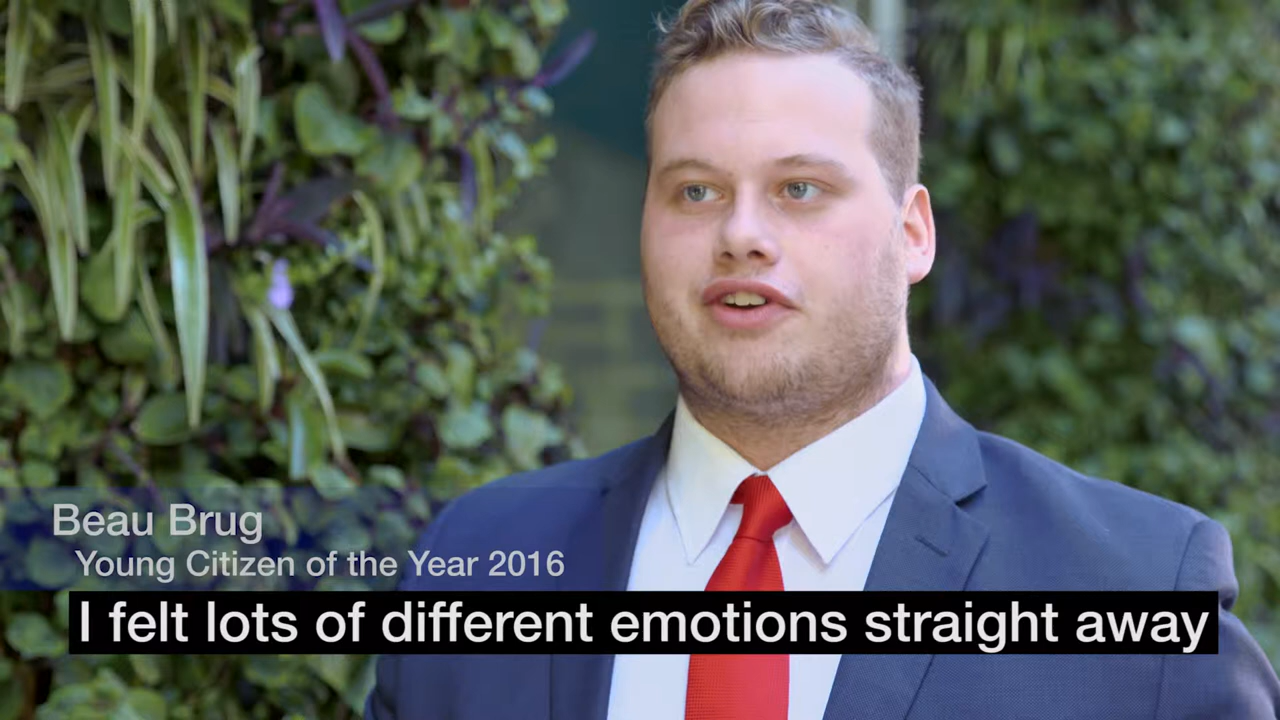 Beau Brug
Young Citizen of the Year 2016
I felt lots of different emotions straight away